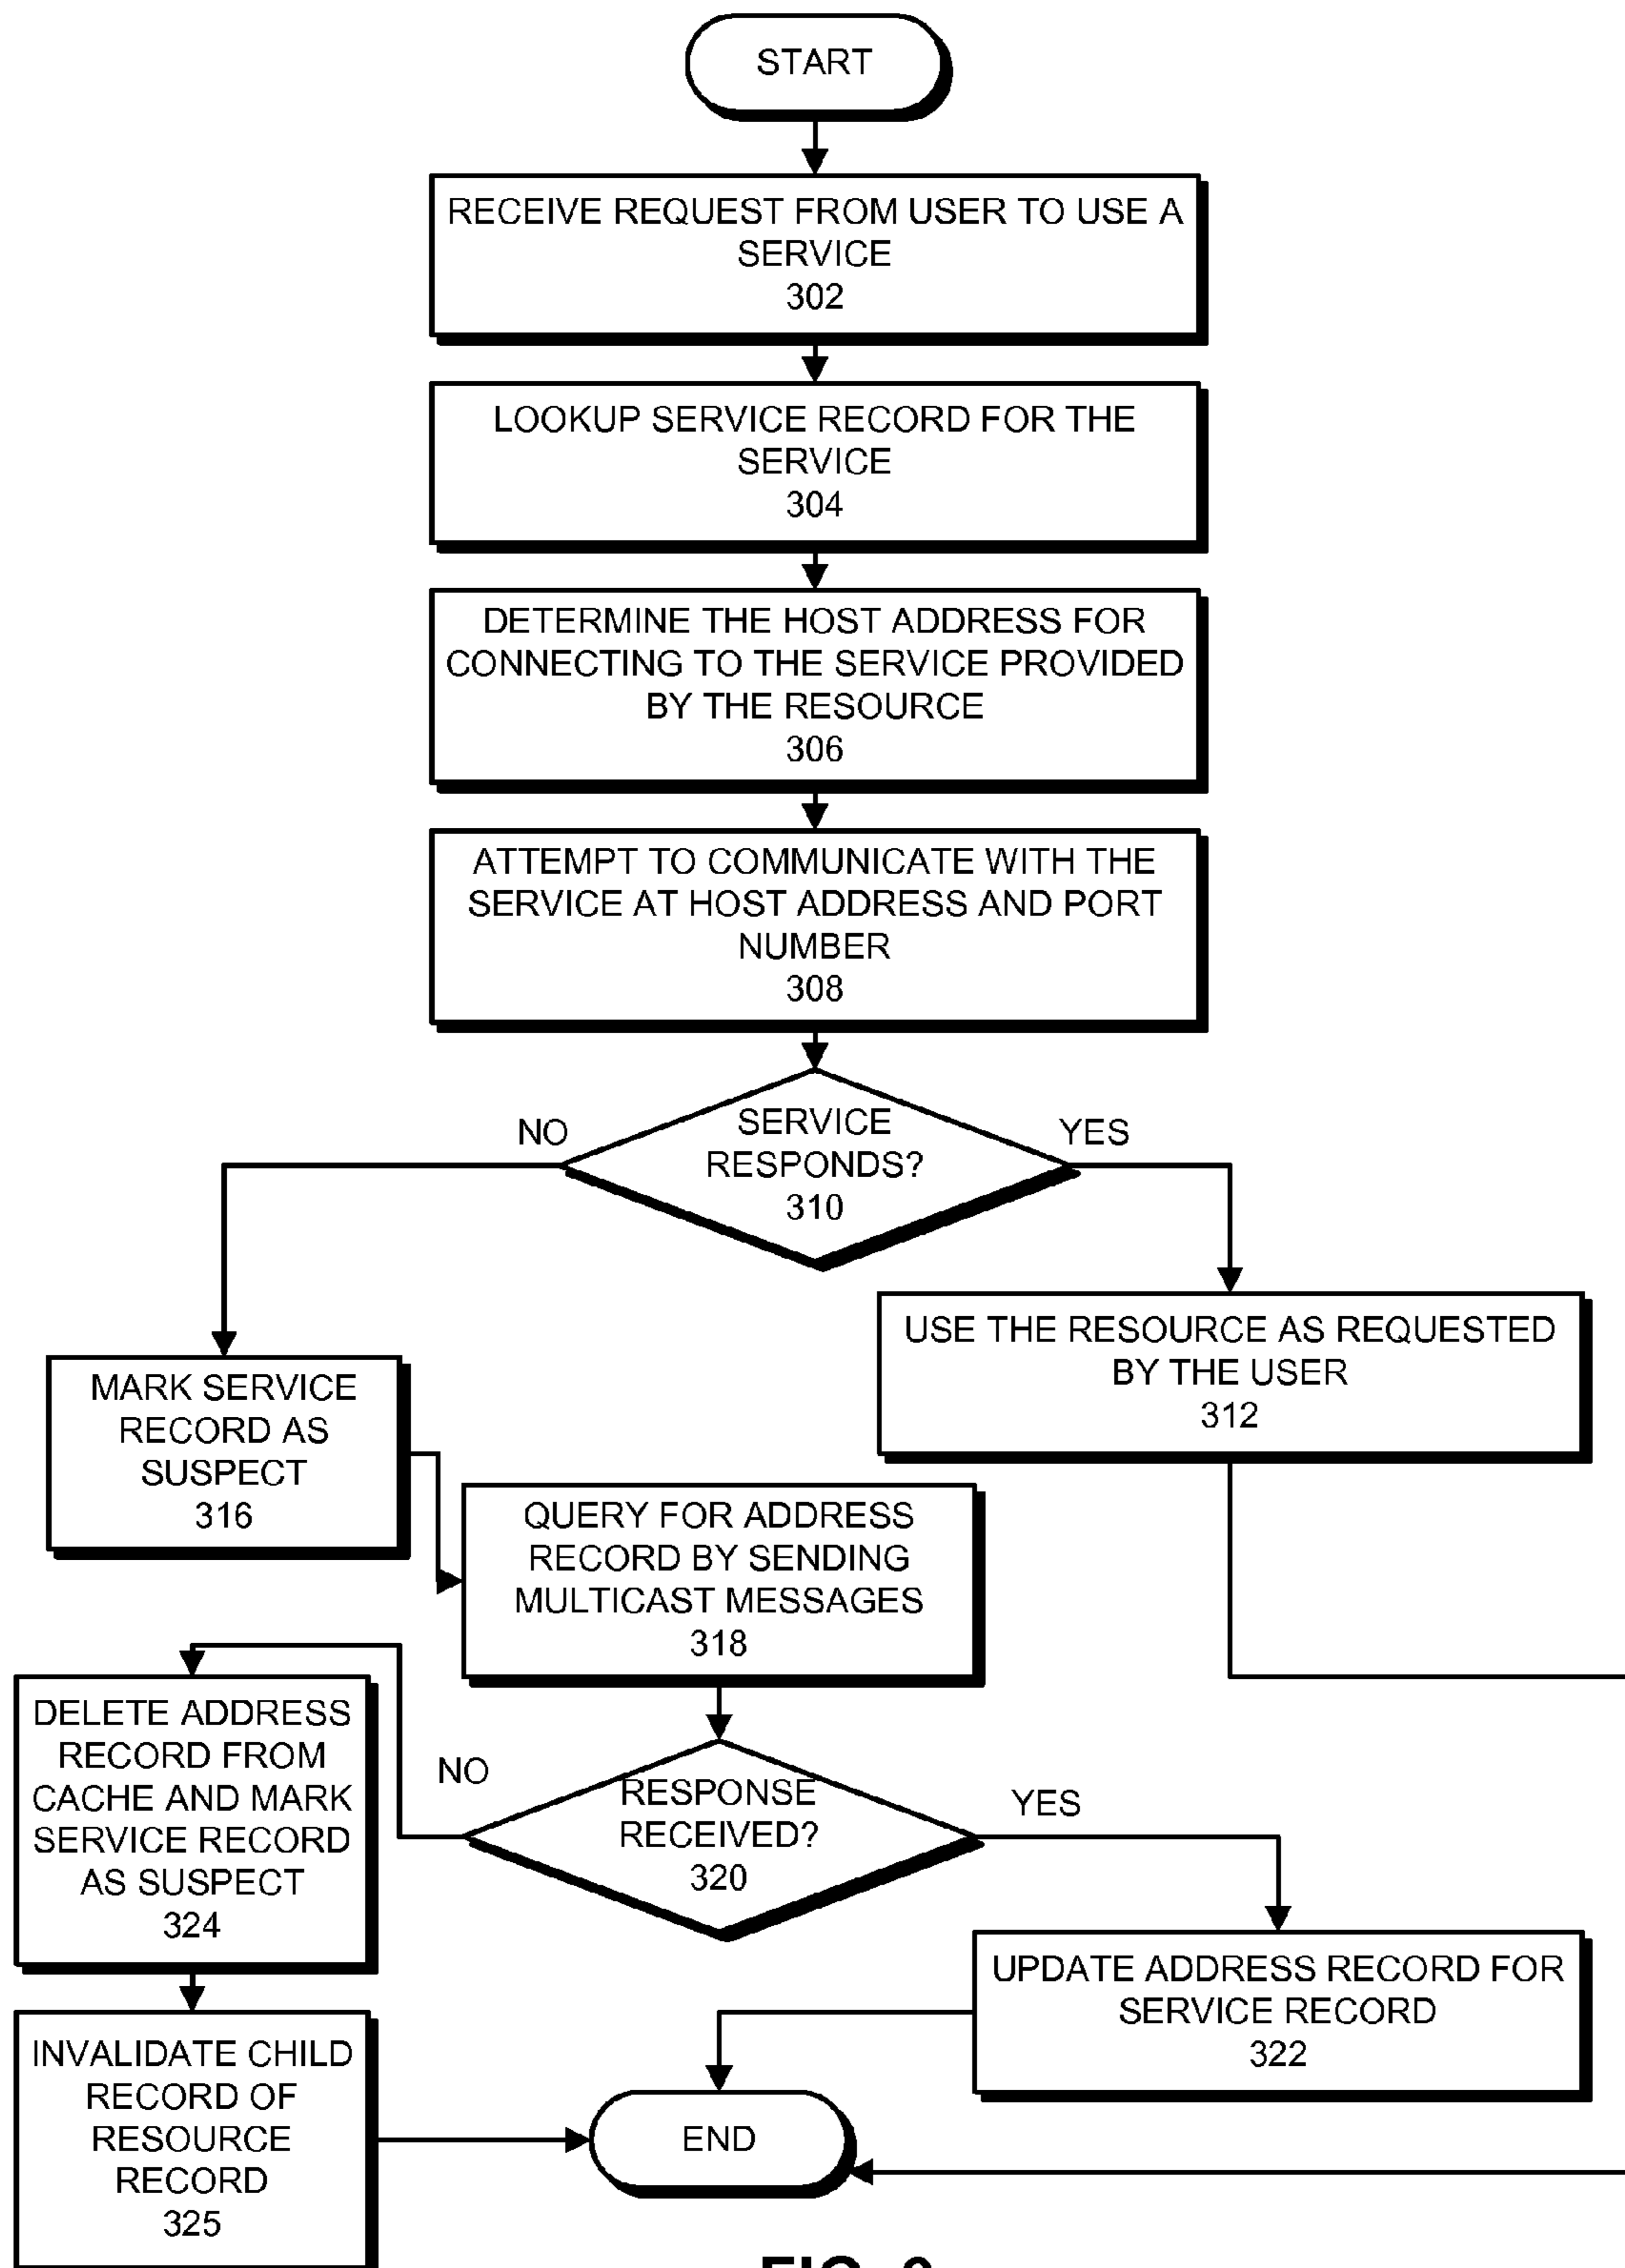 START
RECEIVE REQUEST FROM USER TO USE A
SERVICE
302
LOOKUP SERVICE RECORD FOR THE
SERVICE
304
DETERMINE THE HOST ADDRESS FOR
CONNECTING TO THE SERVICE PROVIDED
BY THE RESOURCE
306
ATTEMPT TO COMMUNICATE WITH THE
SERVICE AT HOST ADDRESS AND PORT
NUMBER
308
NO
SERVICE
RESPONDS?
310
YES
USE THE RESOURCE AS REQUESTED
BY THE USER
312
MARK SERVICE
RECORD AS
SUSPECT
316
QUERY FOR ADDRESS
RECORD BY SENDING
MULTICAST MESSAGES
318
NO
RESPONSE
RECEIVED?
320
YES
DELETE ADDRESS
RECORD FROM
CACHE AND MARK
SERVICE RECORD
AS SUSPECT
324
UPDATE ADDRESS RECORD FOR
SERVICE RECORD
322
INVALIDATE CHILD
RECORD OF
RESOURCE
RECORD
325
END
FIG.